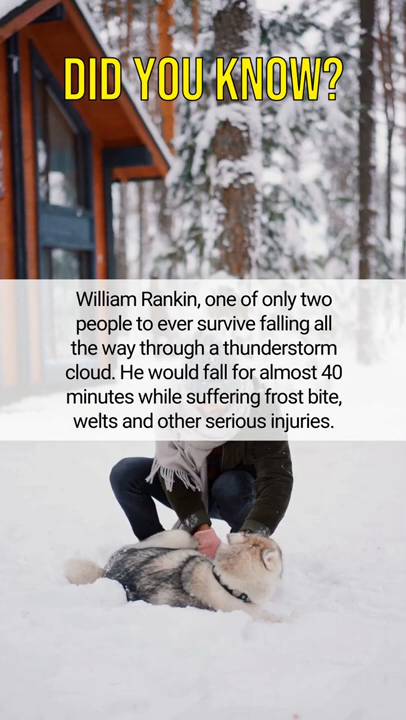 DID YOU KNOW?
William Rankin, one of only two
people to ever survive falling all
the way through a thunderstorm
cloud. He would fall for almost 40
minutes while suffering frost bite,
welts and other serious injuries.